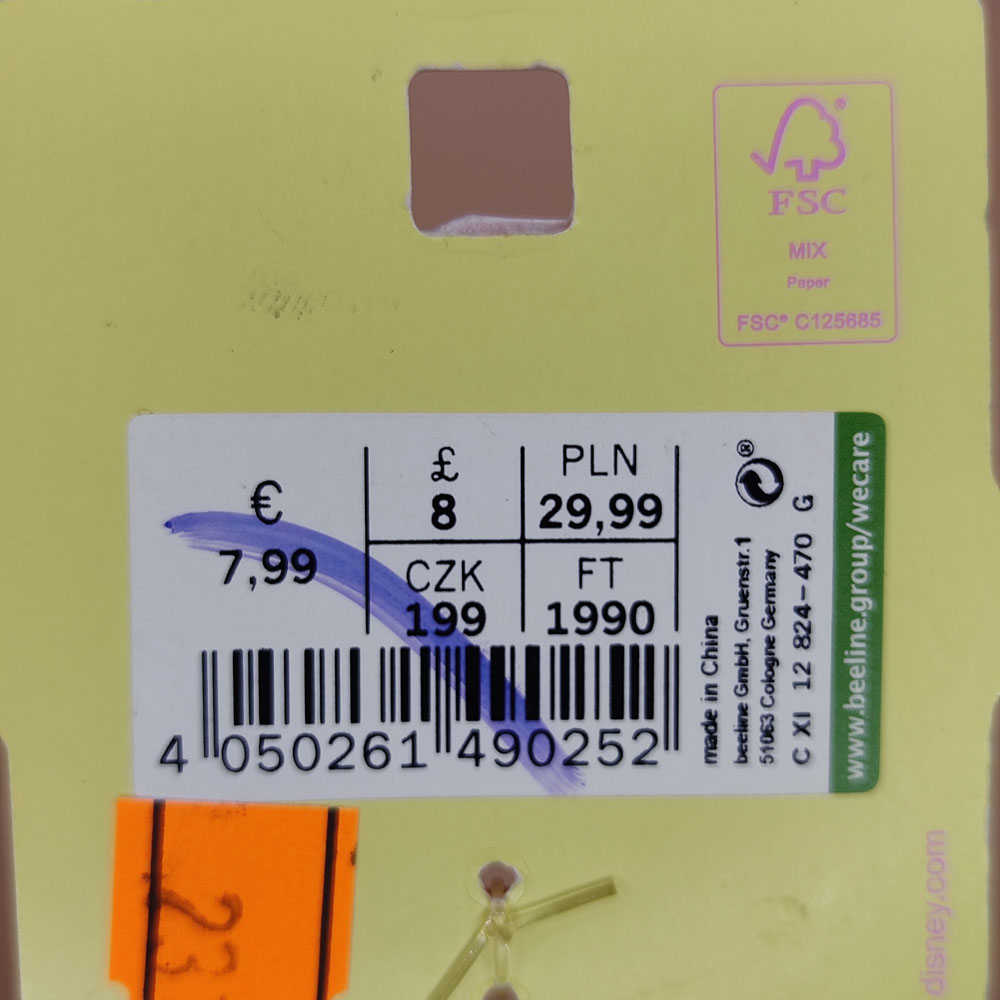 FSC®
MIX
Paper
FSC® C125685
€
7,99
£
8
PLN
29,99
CZK
199
FT
1990
4 050261 490252
made in China
beeline GmbH, Gruenstr.1
51063 Cologne Germany
C XI 12 824-470 G
www.beeline.group/wecare
disney.com
23